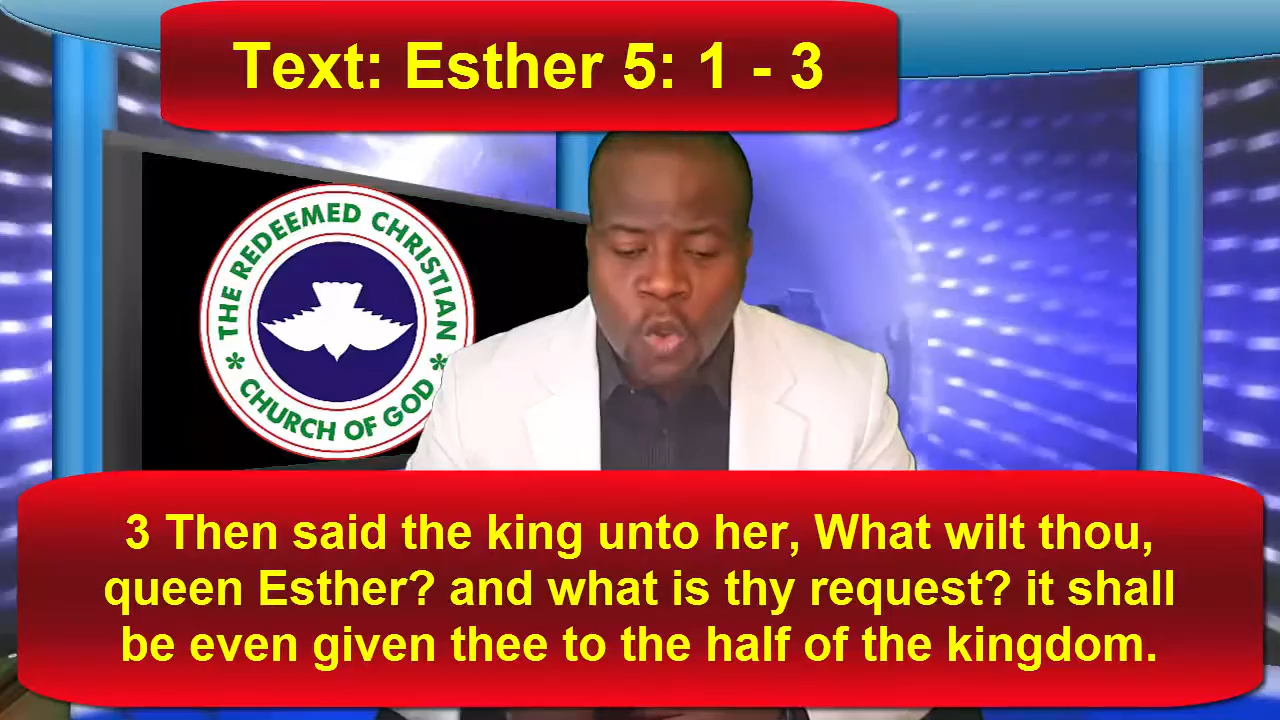 Text: Esther 5: 1 - 3
THE REDEEMED CHRISTIAN
* CHURCH OF GOD *
3 Then said the king unto her, What wilt thou,
queen Esther? and what is thy request? it shall
be even given thee to the half of the kingdom.